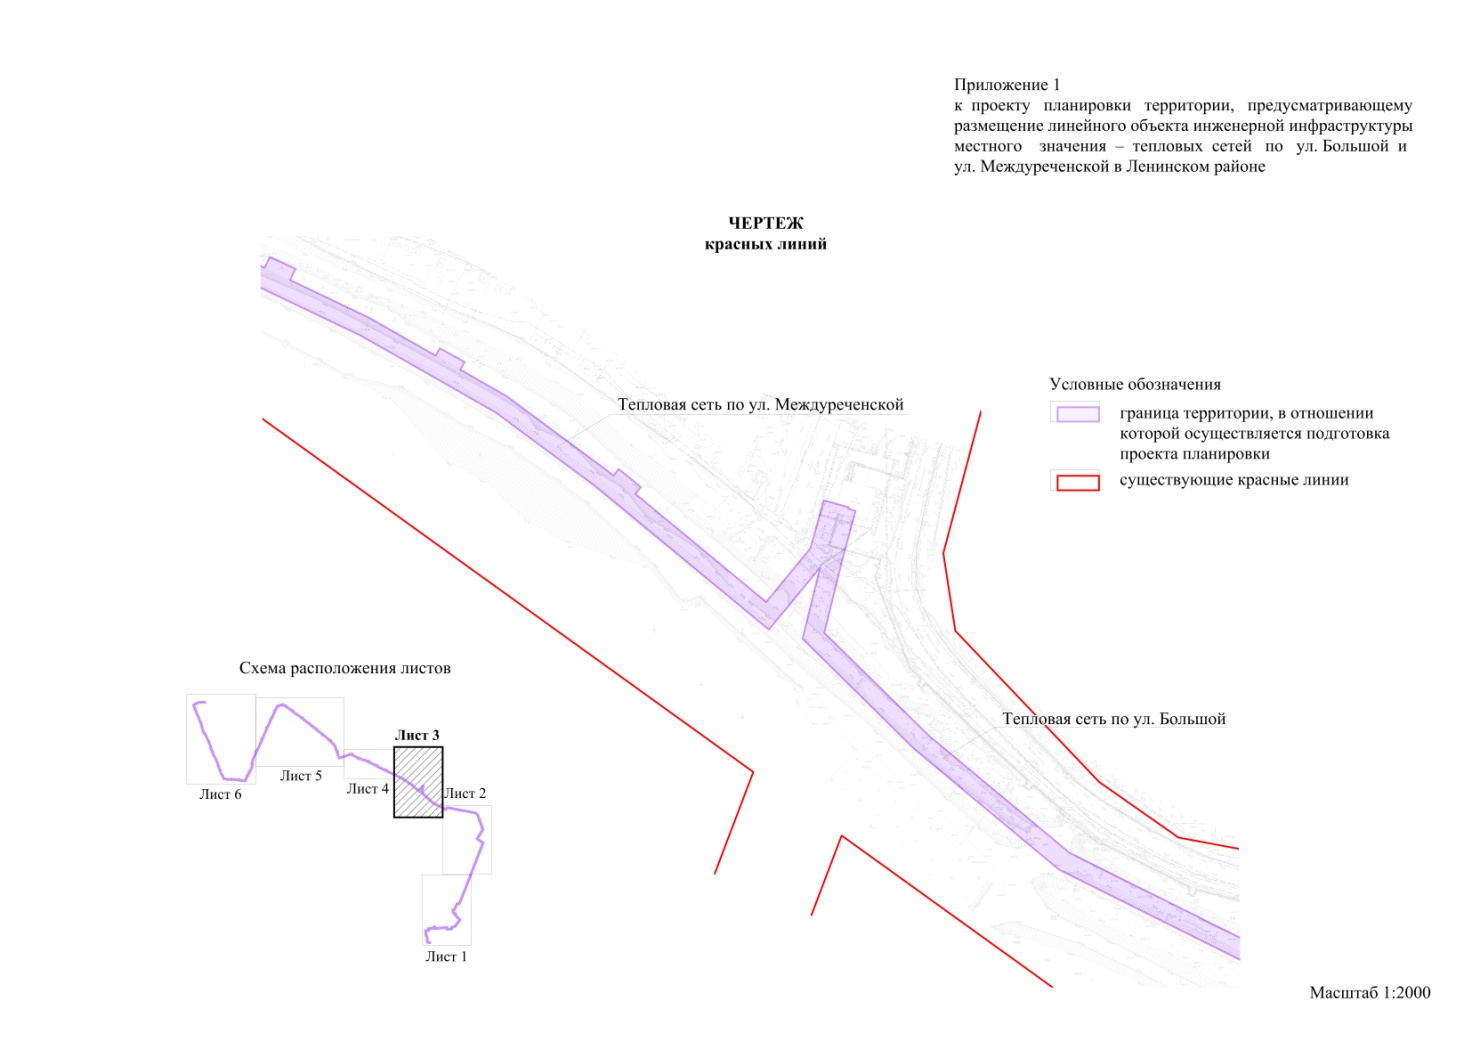 Приложение 1
к проекту планировки территории, предусматривающему
размещение линейного объекта инженерной инфраструктуры
местного значения – тепловых сетей по ул. Большой и
ул. Междуреченской в Ленинском районе
ЧЕРТЕЖ
красных линий
Тепловая сеть по ул. Междуреченской
Условные обозначения
граница территории, в отношении
которой осуществляется подготовка
проекта планировки
существующие красные линии
Тепловая сеть по ул. Большой
Схема расположения листов
Лист 3
Лист 5
Лист 4
Лист 2
Лист 6
Лист 1
Масштаб 1:2000